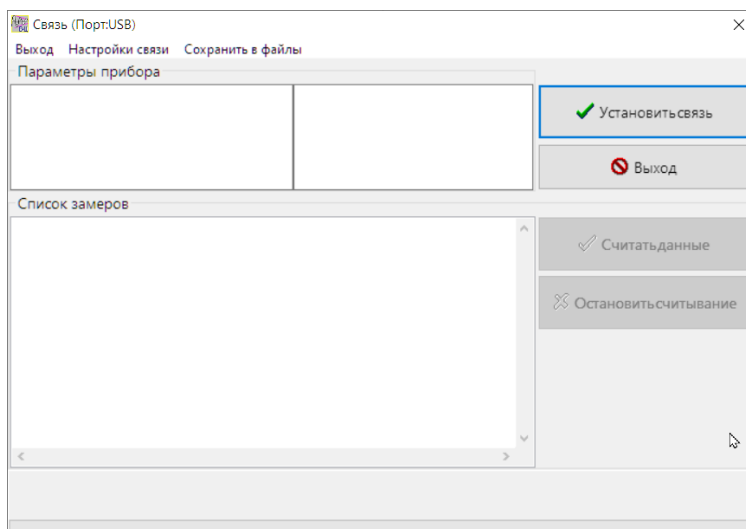 Связь (Порт:USB)
Выход Настройки связи Сохранить в файлы
Параметры прибора
Установитьсвязь
Выход
Список замеров
Считатьданные
Остановитьсчитывание